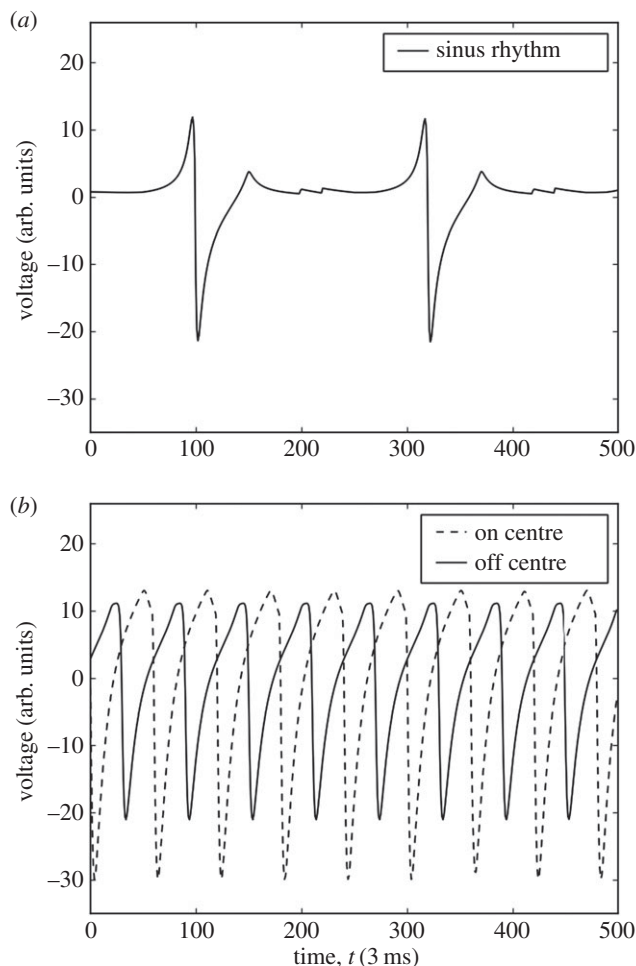 (a)
20
10
0
–10
–20
–30
voltage (arb. units)
sinus rhythm
0 100 200 300 400 500
(b)
20
10
0
–10
–20
–30
voltage (arb. units)
on centre
off centre
0 100 200 300 400 500
time, t (3 ms)